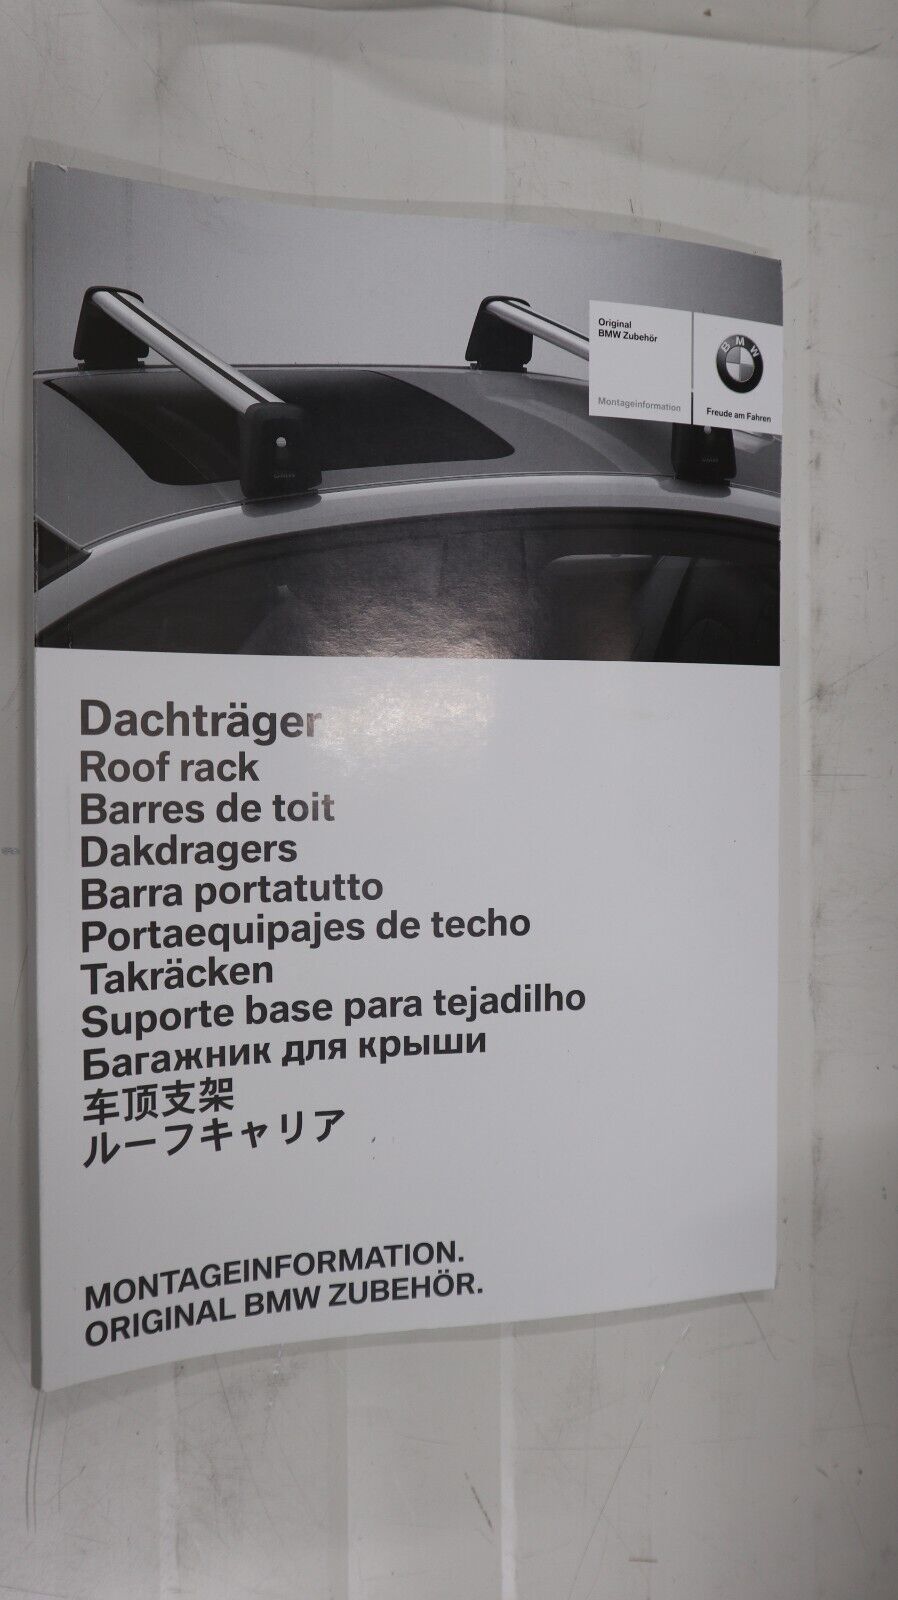 Original
BMW Zubehör
Montageinformation
BMW
Freude am Fahren
BMW
BMW
Dachträger
Roof rack
Barres de toit
Dakdragers
Barra portatutto
Portaequipajes de techo
Takräcken
Suporte base para tejadilho
Багажник для крыши
车顶支架
ルーフキャリア
MONTAGEINFORMATION.
ORIGINAL BMW ZUBEHÖR.